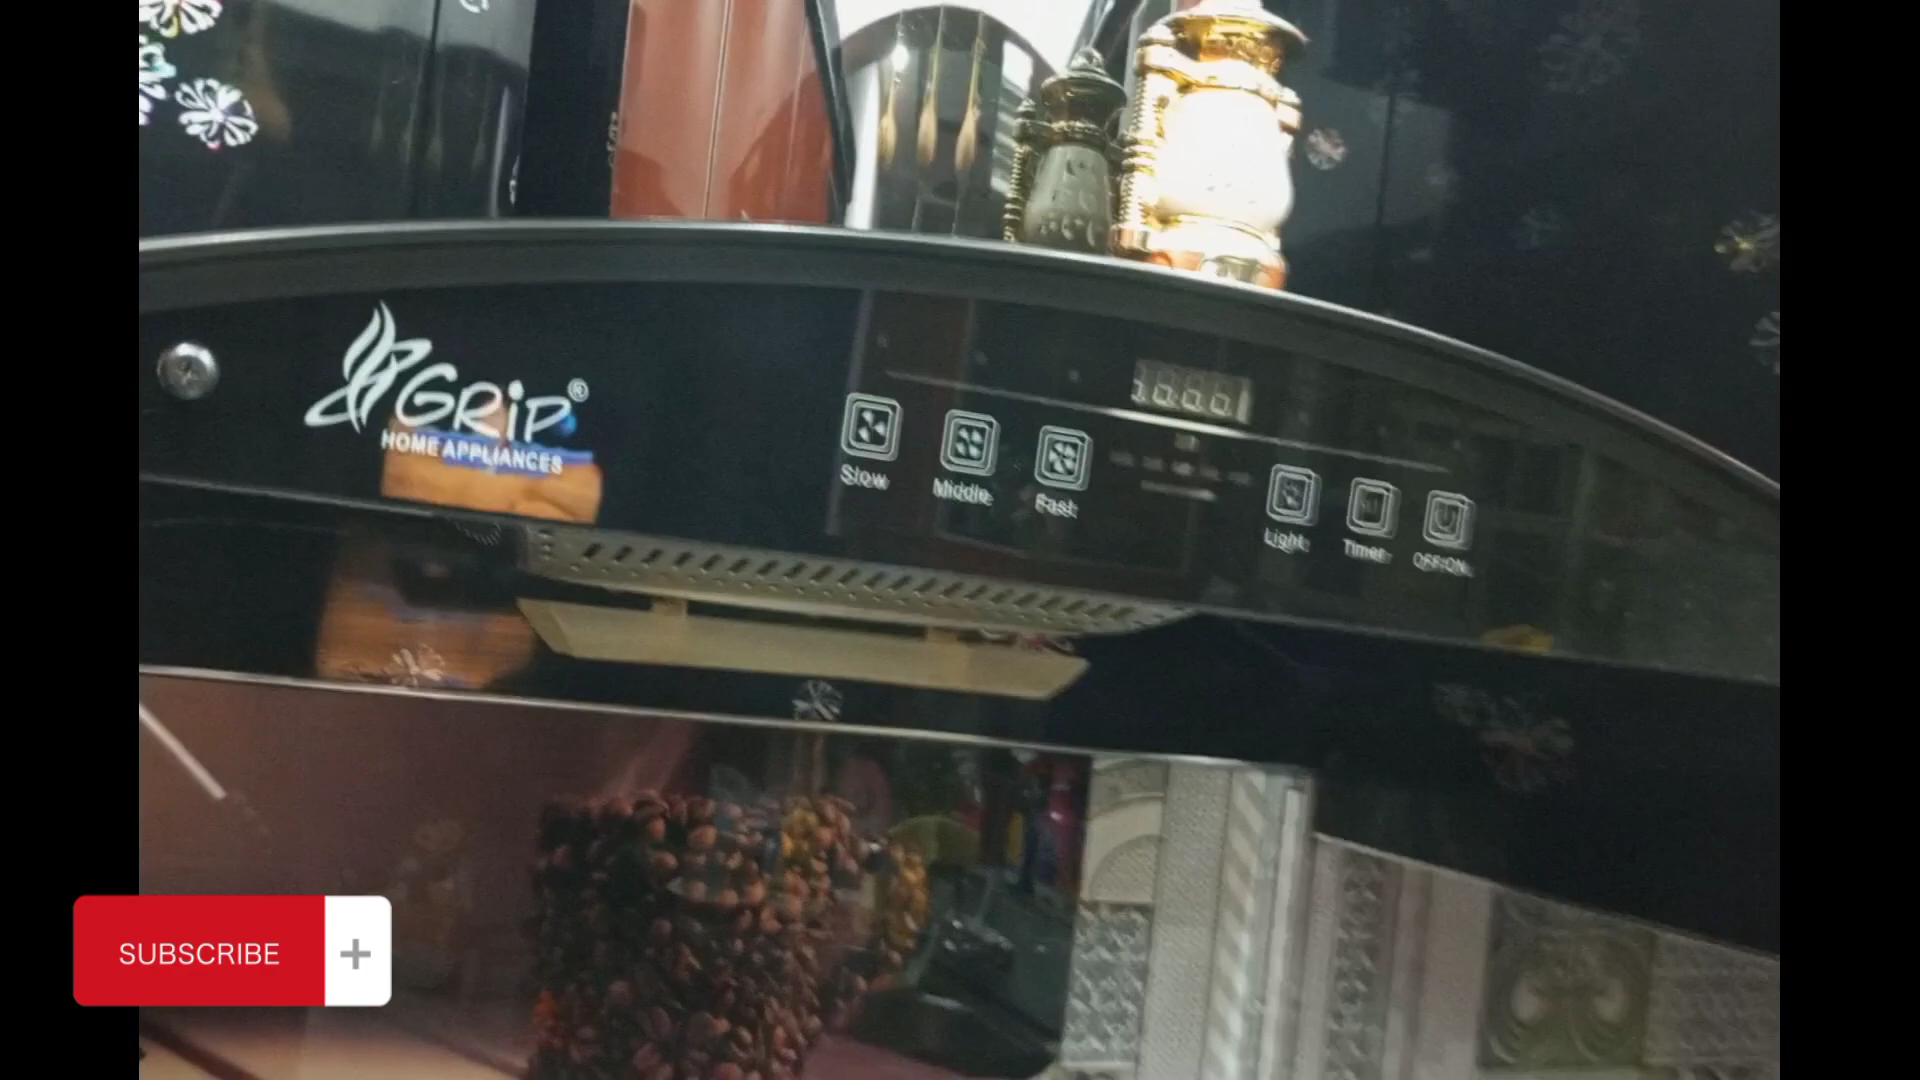 GRiP®
HOME APPLIANCES
Slow
Middle
Fast
Light
Timer
OFF/ON
SUBSCRIBE +